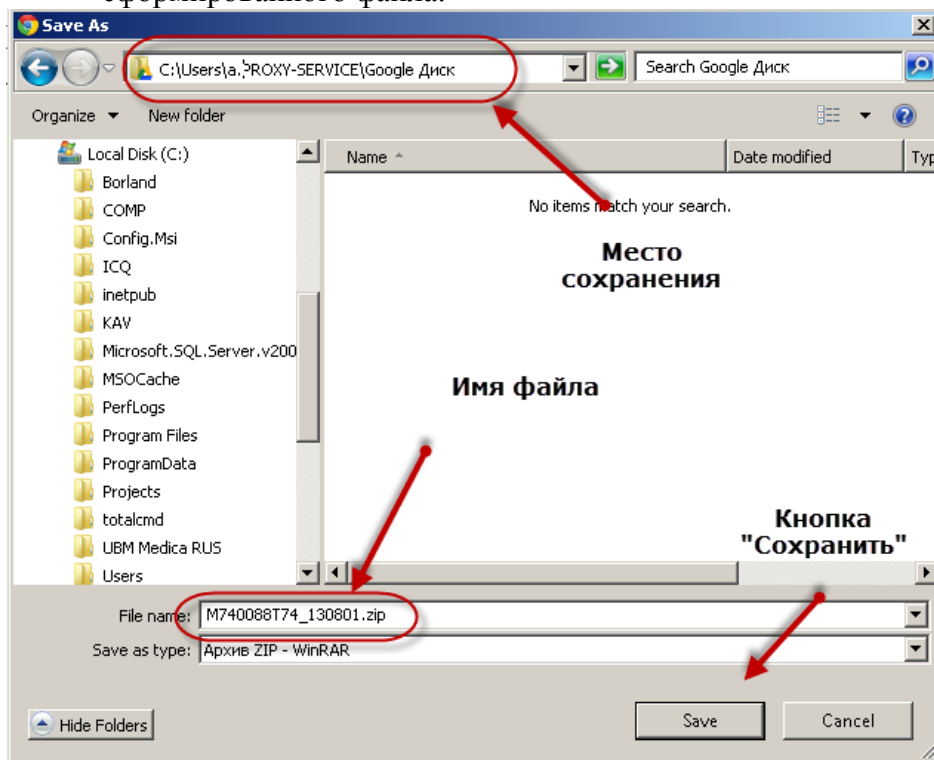 сформированного файла.
Save As
C:\Users\a.PROXY-SERVICE\Google Диск
Search Google Диск
Organize New folder
Local Disk (C:)
Borland
COMP
Config.Msi
ICQ
inetpub
KAV
Microsoft.SQL.Server.v200
MSOCache
PerfLogs
Program Files
ProgramData
Projects
totalcmd
UBM Medica RUS
Users
Name Date modified Typ
No items match your search.
Место
сохранения
Имя файла
Кнопка
"Сохранить"
File name: M740088T74_130801.zip
Save as type: Архив ZIP - WinRAR
Hide Folders Save Cancel